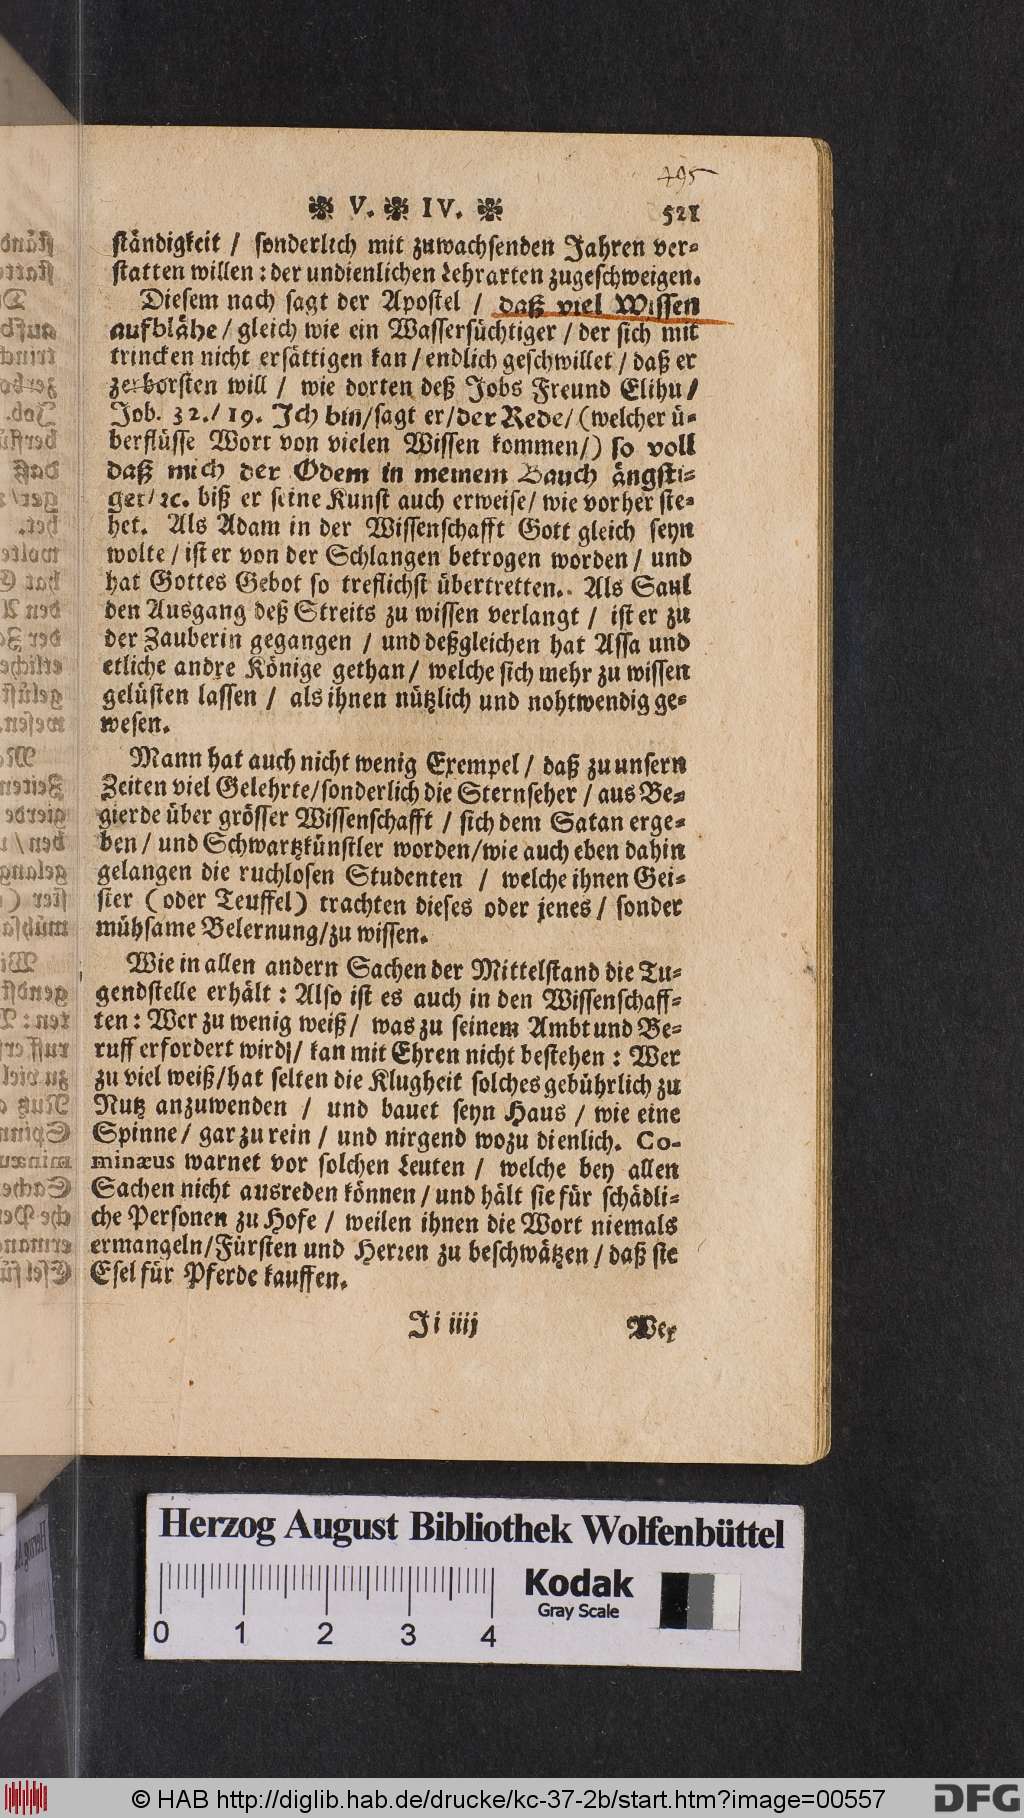 495
V. IV. 521
ständigkeit / sonderlich mit zuwachsenden Jahren ver-
statten willen: der undienlichen Lehrarten zugeschweigen.
Diesem nach sagt der Apostel / daß viel Wissen
aufblähe / gleich wie ein Wassersüchtiger / der sich mit
trincken nicht ersättigen kan / endlich geschwillet / daß er
zerborsten will / wie dorten deß Jobs Freund Elihu /
Job. 32. / 19. Ich bin / sagt er / der Rede / (welcher ü-
berflüsse Wort von vielen Wissen kommen /) so voll
daß mich der Odem in meinem Bauch ängsti-
get / ꝛc. biß er seine Kunst auch erweise / wie vorher ste-
het. Als Adam in der Wissenschafft Gott gleich seyn
wolte / ist er von der Schlangen betrogen worden / und
hat Gottes Gebot so treflichst übertretten. Als Saul
den Ausgang deß Streits zu wissen verlangt / ist er zu
der Zauberin gegangen / und deßgleichen hat Assa und
etliche andre Könige gethan / welche sich mehr zu wissen
gelüsten lassen / als ihnen nützlich und nohtwendig ge-
wesen.
Mann hat auch nicht wenig Exempel / daß zu unsern
Zeiten viel Gelehrte / sonderlich die Sternseher / aus Be-
gierde über grösser Wissenschafft / sich dem Satan erge-
ben / und Schwartzkünstler worden / wie auch eben dahin
gelangen die ruchlosen Studenten / welche ihnen Gei-
ster (oder Teuffel) trachten dieses oder jenes / sonder
mühsame Belernung / zu wissen.
Wie in allen andern Sachen der Mittelstand die Tu-
gendstelle erhält: Also ist es auch in den Wissenschaff-
ten: Wer zu wenig weiß / was zu seinem Ambt und Be-
ruff erfordert wird / kan mit Ehren nicht bestehen: Wer
zu viel weiß / hat selten die Klugheit solches gebührlich zu
Nutz anzuwenden / und bauet seyn Haus / wie eine
Spinne / gar zu rein / und nirgend wozu dienlich. Co-
minæus warnet vor solchen Leuten / welche bey allen
Sachen nicht ausreden können / und hält sie für schädli-
che Personen zu Hofe / weilen ihnen die Wort niemals
ermangeln / Fürsten und Herren zu beschwätzen / daß sie
Esel für Pferde kauffen.
Ji iiij Wer
Herzog August Bibliothek Wolfenbüttel
Kodak
Gray Scale
0 1 2 3 4
© HAB http://diglib.hab.de/drucke/kc-37-2b/start.htm?image=00557
DFG